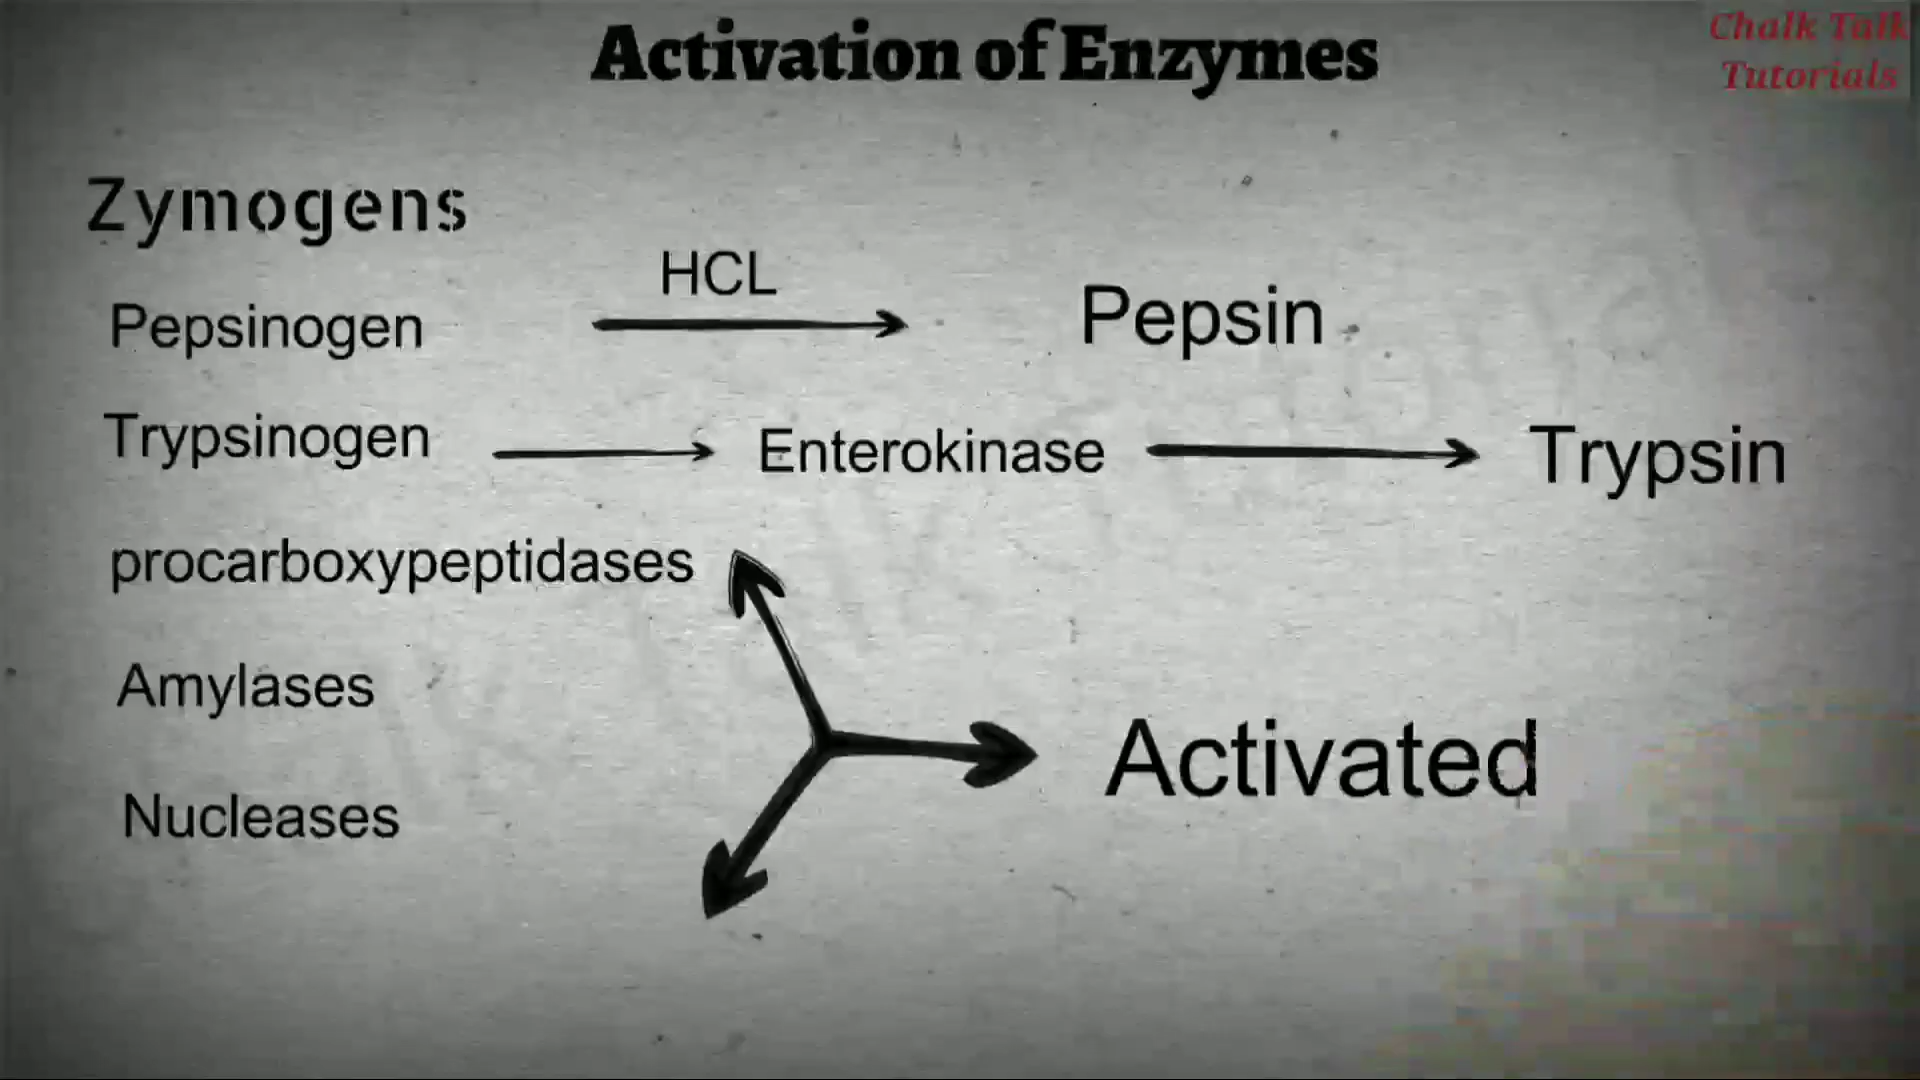 Activation of Enzymes
Chalk Talk
Tutorials
Zymogens
HCL
Pepsinogen
Pepsin
Trypsinogen
Enterokinase
Trypsin
procarboxypeptidases
Amylases
Activated
Nucleases